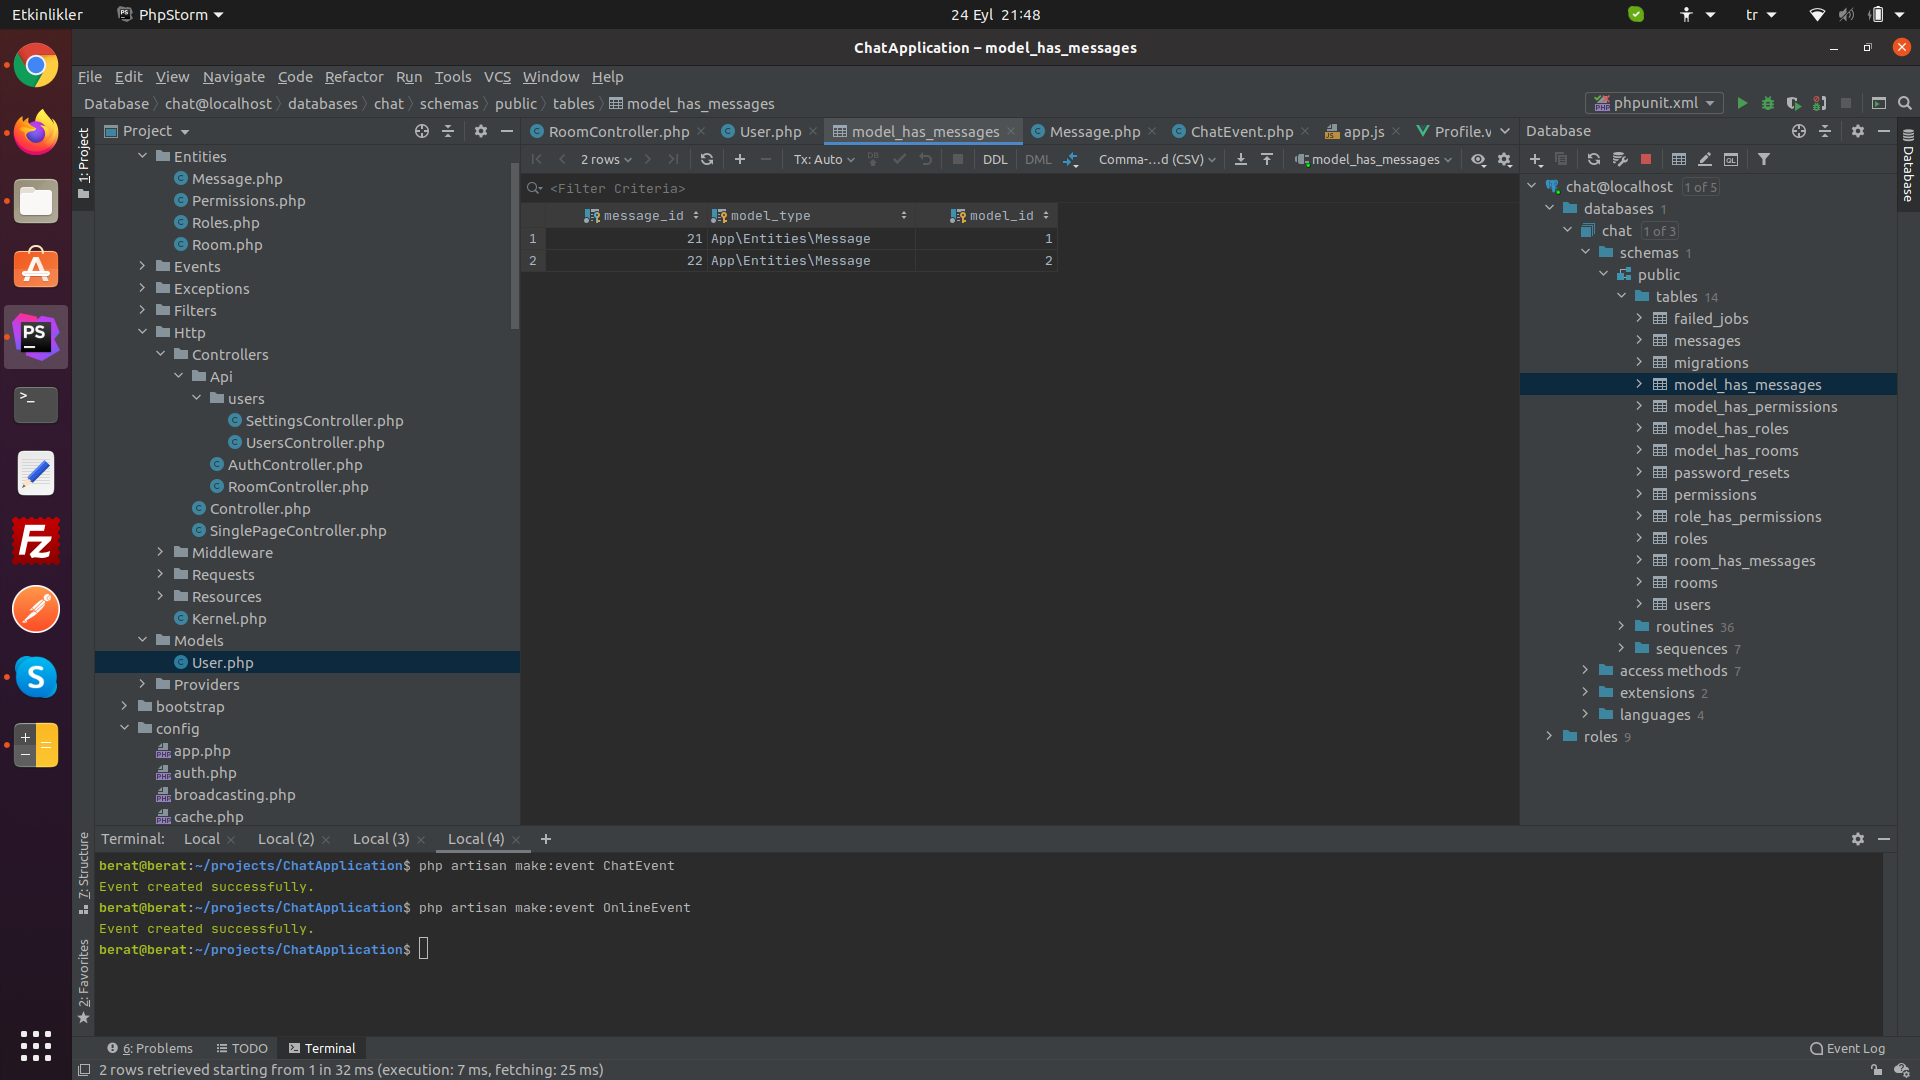 Etkinlikler PhpStorm 24 Eyl 21:48 tr
ChatApplication – model_has_messages
File Edit View Navigate Code Refactor Run Tools VCS Window Help
Database chat@localhost databases chat schemas public tables model_has_messages phpunit.xml
1: Project
Project
Entities
Message.php
Permissions.php
Roles.php
Room.php
Events
Exceptions
Filters
Http
Controllers
Api
users
SettingsController.php
UsersController.php
AuthController.php
RoomController.php
Controller.php
SinglePageController.php
Middleware
Requests
Resources
Kernel.php
Models
User.php
Providers
bootstrap
config
app.php
auth.php
broadcasting.php
cache.php
RoomController.php User.php model_has_messages Message.php ChatEvent.php app.js Profile.v
2 rows Tx: Auto DB DDL DML Comma-...d (CSV) model_has_messages
<Filter Criteria>
message_id model_type model_id
1 21 App\Entities\Message 1
2 22 App\Entities\Message 2
Database
Database
chat@localhost 1 of 5
databases 1
chat 1 of 3
schemas 1
public
tables 14
failed_jobs
messages
migrations
model_has_messages
model_has_permissions
model_has_roles
model_has_rooms
password_resets
permissions
role_has_permissions
roles
room_has_messages
rooms
users
routines 36
sequences 7
access methods 7
extensions 2
languages 4
roles 9
7: Structure
2: Favorites
Terminal: Local Local (2) Local (3) Local (4)
berat@berat:~/projects/ChatApplication$ php artisan make:event ChatEvent
Event created successfully.
berat@berat:~/projects/ChatApplication$ php artisan make:event OnlineEvent
Event created successfully.
berat@berat:~/projects/ChatApplication$
6: Problems TODO Terminal Event Log
2 rows retrieved starting from 1 in 32 ms (execution: 7 ms, fetching: 25 ms)